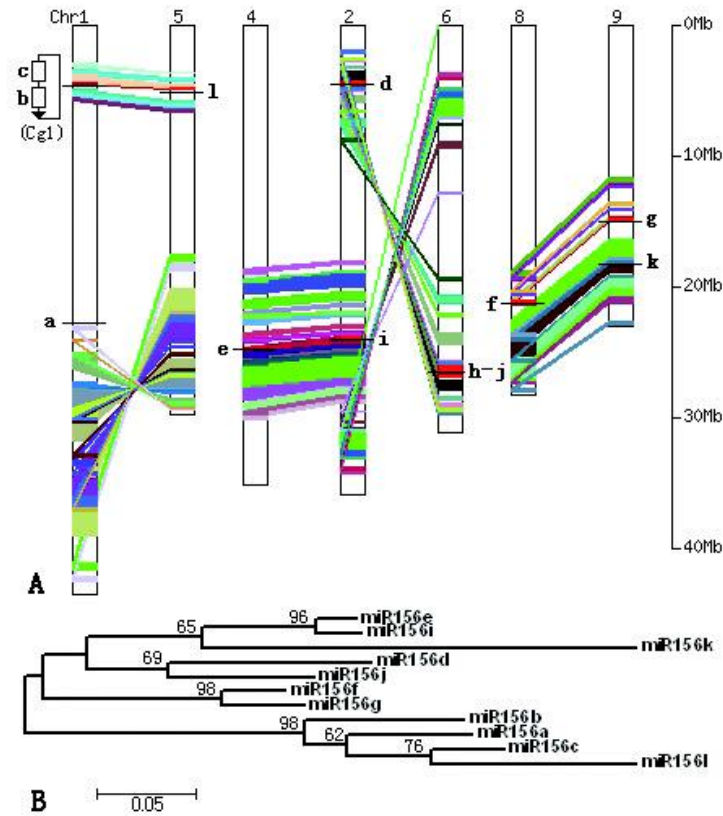 Chr1 5 4 2 6 8 9
0Mb
c
b
(Cg1)
l
d
10Mb
g
k
20Mb
a
f
e
i
h-j
30Mb
40Mb
A
96
miR156e
65
miR156i
miR156k
69
miR156d
miR156j
98
miR156f
miR156g
98
miR156b
62
miR156a
76
miR156c
miR156l
B
0.05